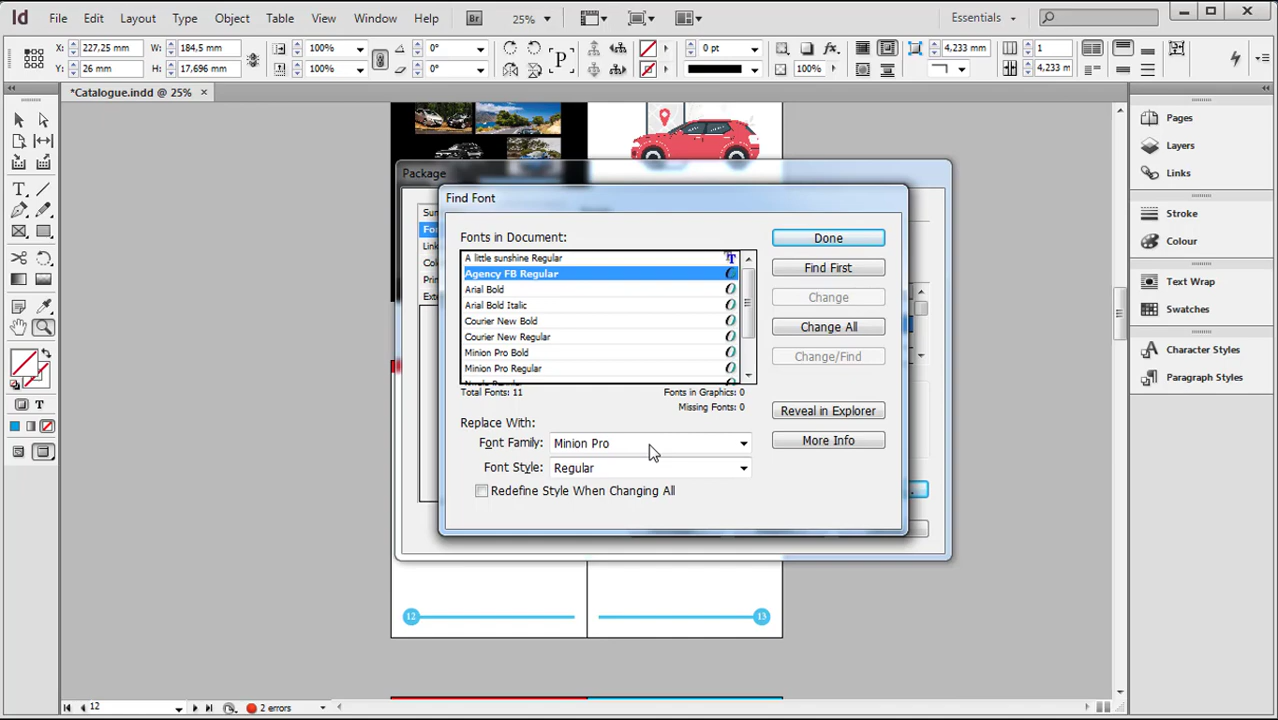 Id File Edit Layout Type Object Table View Window Help Br 25% Essentials
X: 227,25 mm W: 184,5 mm 100% 0° P 0 pt fx. 4,233 mm 1
Y: 26 mm H: 17,696 mm 100% 0° 100% 4,233 m
*Catalogue.indd @ 25% ×
Pages
Layers
Links
Stroke
Colour
Text Wrap
Swatches
Character Styles
Paragraph Styles
Package
Find Font
Fonts in Document:
A little sunshine Regular
Agency FB Regular
Arial Bold
Arial Bold Italic
Courier New Bold
Courier New Regular
Minion Pro Bold
Minion Pro Regular
Total Fonts: 11 Fonts in Graphics: 0
Missing Fonts: 0
Replace With:
Font Family: Minion Pro
Font Style: Regular
Redefine Style When Changing All
Done
Find First
Change
Change All
Change/Find
Reveal in Explorer
More Info
12 13
12 2 errors